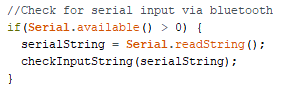 //Check for serial input via bluetooth
if(Serial.available() > 0) {
  serialString = Serial.readString();
  checkInputString(serialString);
}